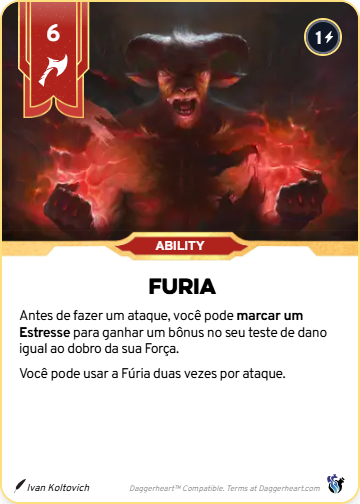 6
1
ABILITY
FURIA
Antes de fazer um ataque, você pode marcar um
Estresse para ganhar um bônus no seu teste de dano
igual ao dobro da sua Força.
Você pode usar a Fúria duas vezes por ataque.
Ivan Koltovich
Daggerheart™ Compatible. Terms at Daggerheart.com